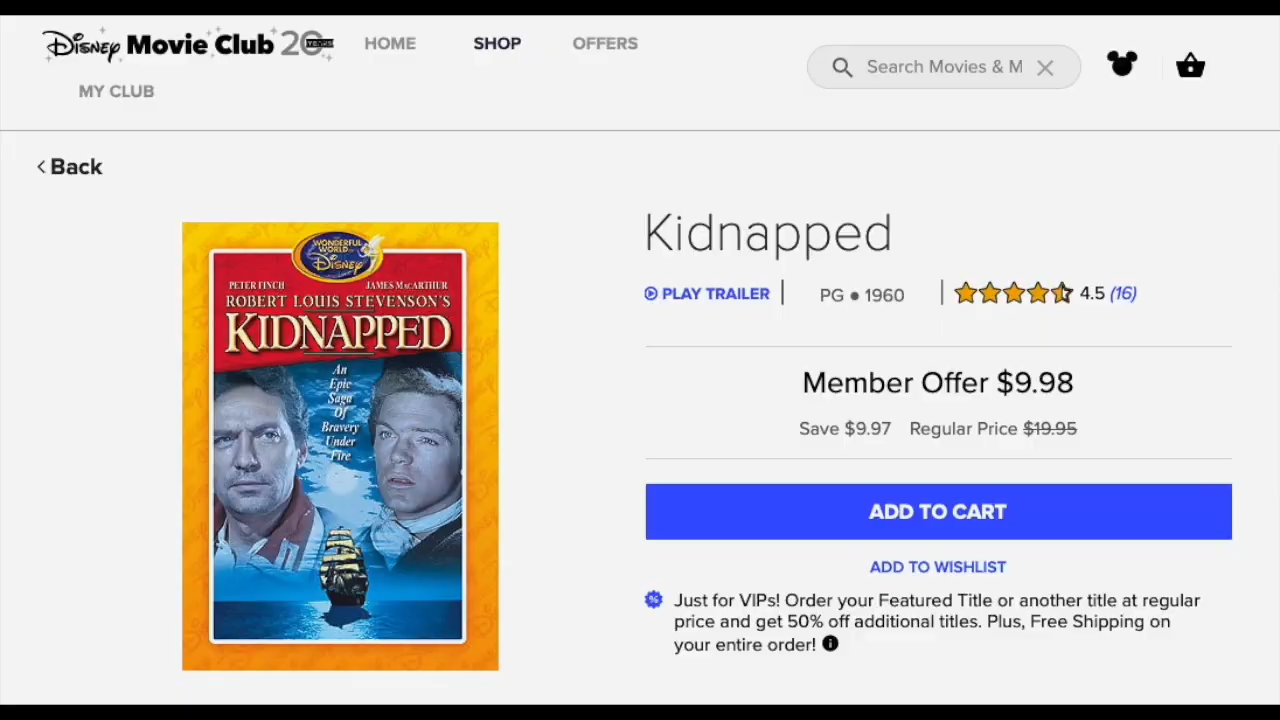 Disney Movie Club 20 YEARS!
HOME
SHOP
OFFERS
Search Movies & M
MY CLUB
Back
WONDERFUL
WORLD OF
Disney
PETER FINCH
JAMES MACARTHUR
ROBERT LOUIS STEVENSON'S
KIDNAPPED
An
Epic
Saga
Of
Bravery
Under
Fire
Kidnapped
PLAY TRAILER
PG • 1960
4.5 (16)
Member Offer $9.98
Save $9.97 Regular Price $19.95
ADD TO CART
ADD TO WISHLIST
Just for VIPs! Order your Featured Title or another title at regular
price and get 50% off additional titles. Plus, Free Shipping on
your entire order!